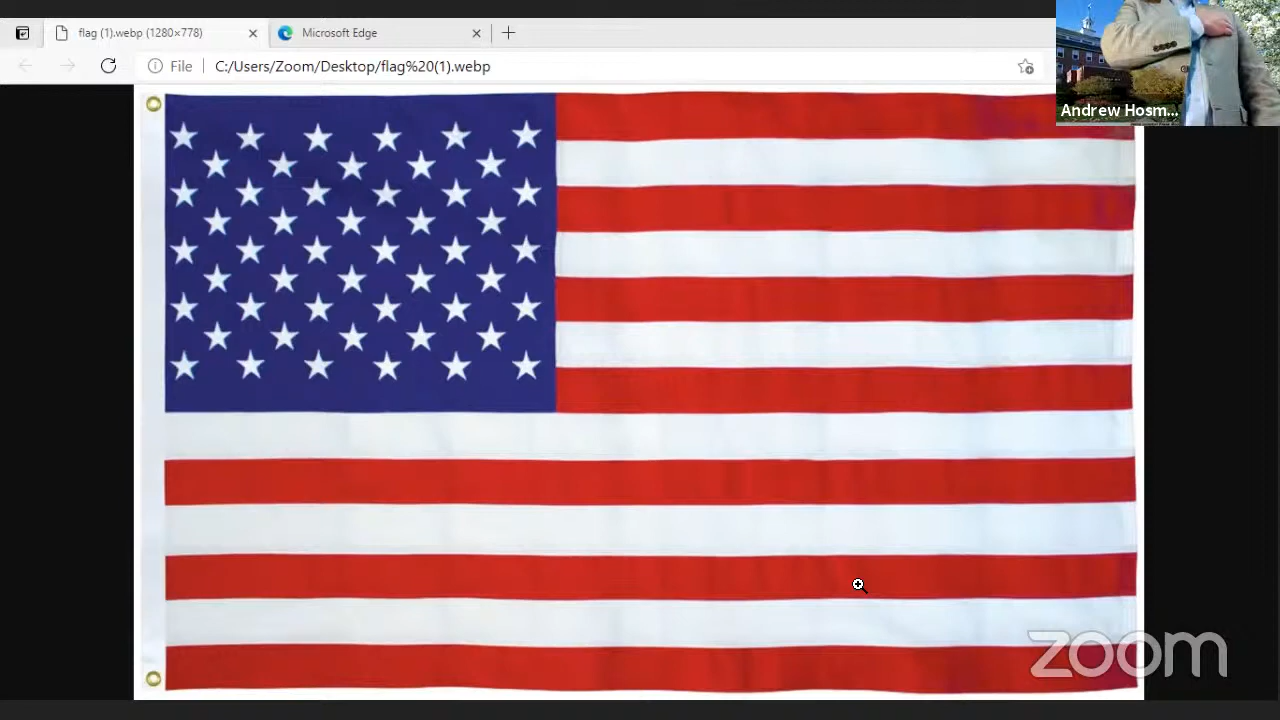 flag (1).webp (1280×778)
Microsoft Edge
File
C:/Users/Zoom/Desktop/flag%20(1).webp
Andrew Hosm...
zoom